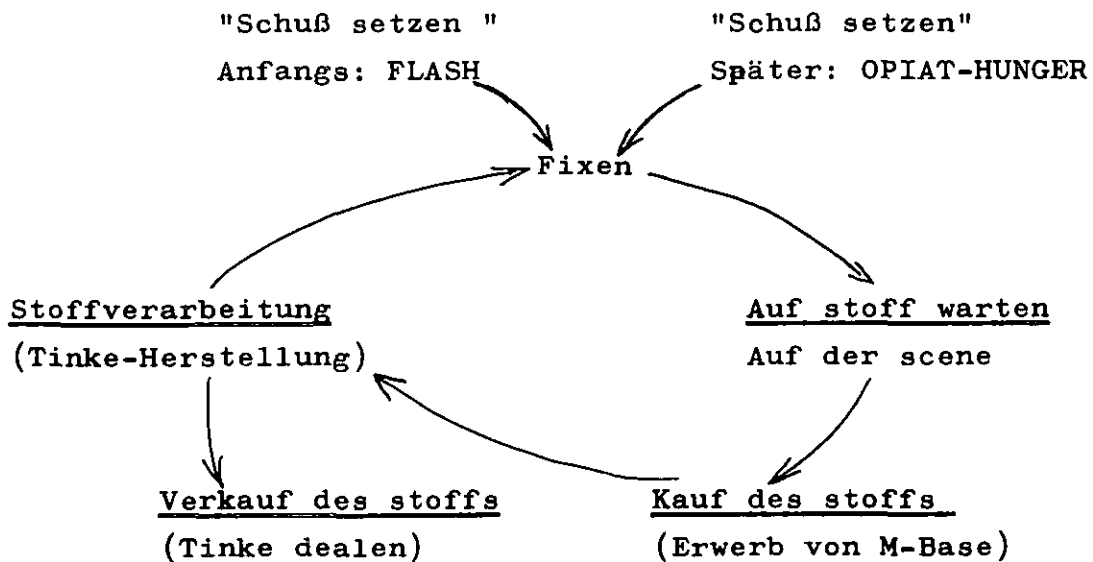 "Schuß setzen "
"Schuß setzen"
Anfangs: FLASH
Später: OPIAT-HUNGER
Fixen
Stoffverarbeitung
Auf stoff warten
(Tinke-Herstellung)
Auf der scene
Verkauf des stoffs
Kauf des stoffs
(Tinke dealen)
(Erwerb von M-Base)